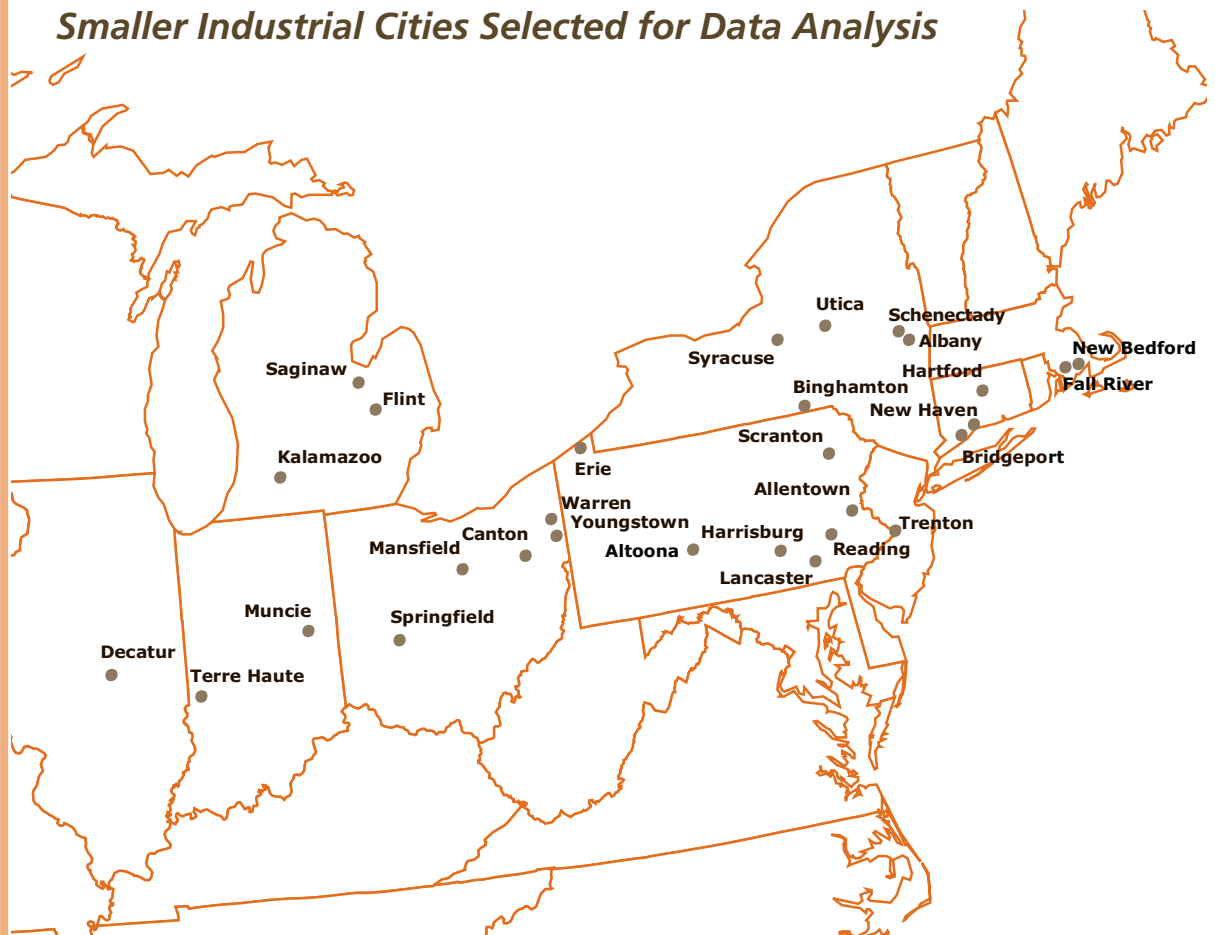 Smaller Industrial Cities Selected for Data Analysis
Utica
Schenectady
Albany
Syracuse
New Bedford
Hartford
Fall River
Saginaw
Flint
Binghamton
New Haven
Scranton
Bridgeport
Kalamazoo
Erie
Allentown
Warren
Youngstown
Trenton
Canton
Harrisburg
Mansfield
Altoona
Reading
Lancaster
Muncie
Springfield
Decatur
Terre Haute